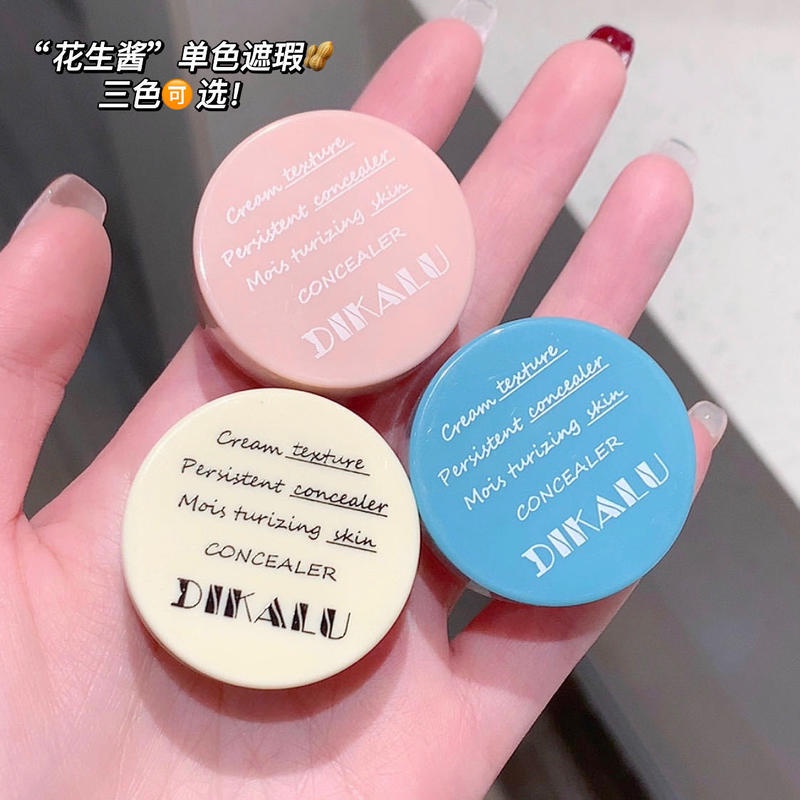 “花生酱”单色遮瑕🥜
三色🉑选！
Cream texture
Persistent concealer
Mois turizing skin
CONCEALER
DIKALU
Cream texture
Persistent concealer
Mois turizing skin
CONCEALER
DIKALU
Cream texture
Persistent concealer
Mois turizing skin
CONCEALER
DIKALU